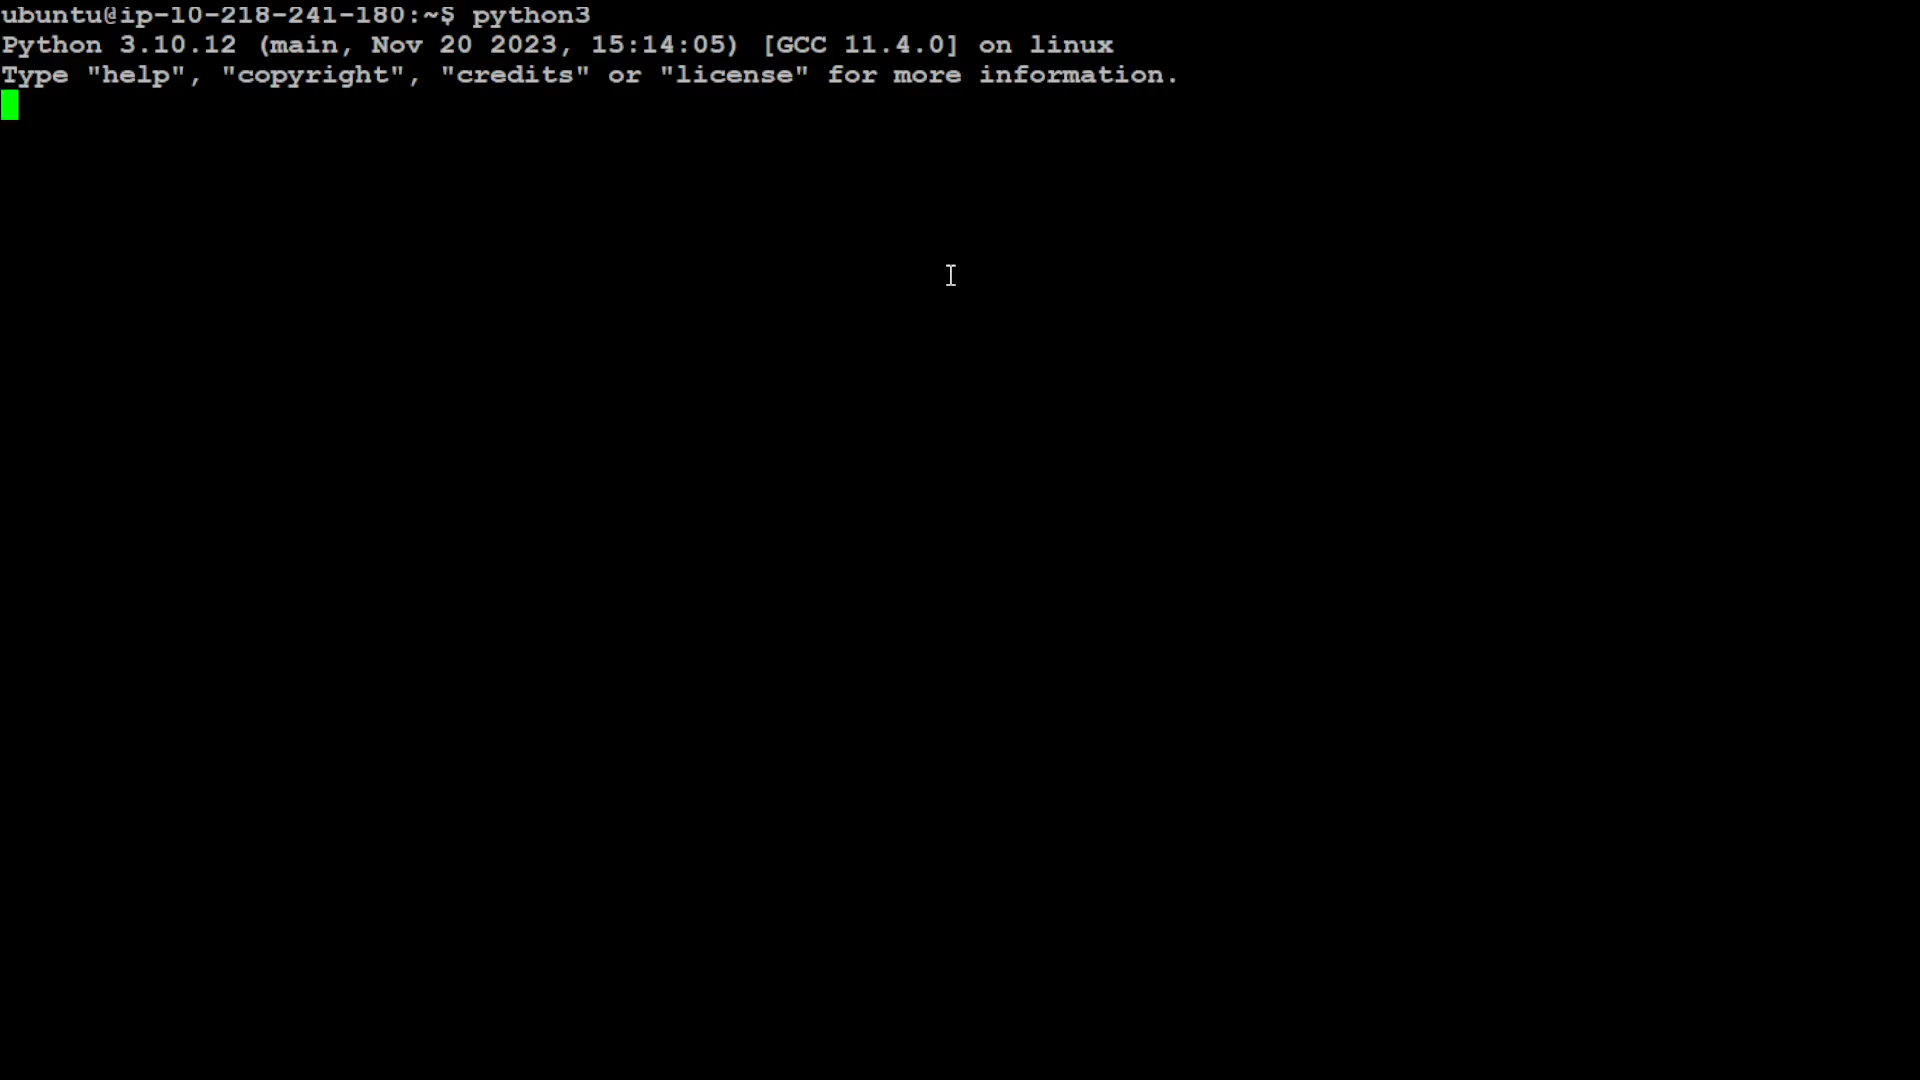 ubuntu@ip-10-218-241-180:~$ python3
Python 3.10.12 (main, Nov 20 2023, 15:14:05) [GCC 11.4.0] on linux
Type "help", "copyright", "credits" or "license" for more information.